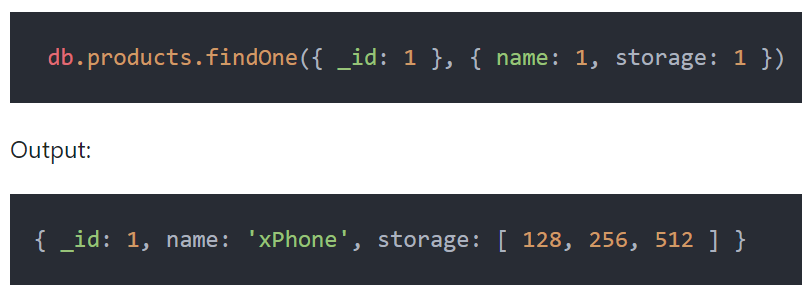 db.products.findOne({ _id: 1 }, { name: 1, storage: 1 })
Output:
{ _id: 1, name: 'xPhone', storage: [ 128, 256, 512 ] }